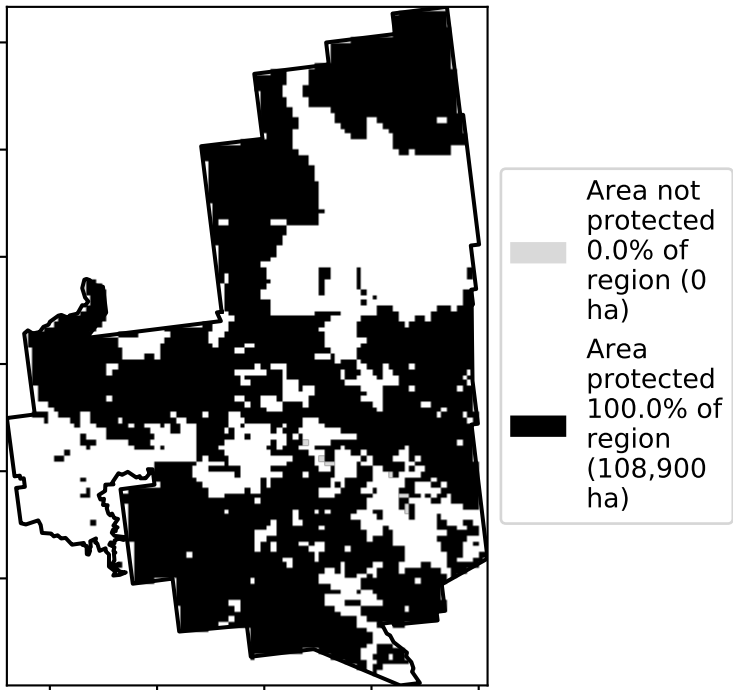 Area not
protected
0.0% of
region (0
ha)
Area
protected
100.0% of
region
(108,900
ha)